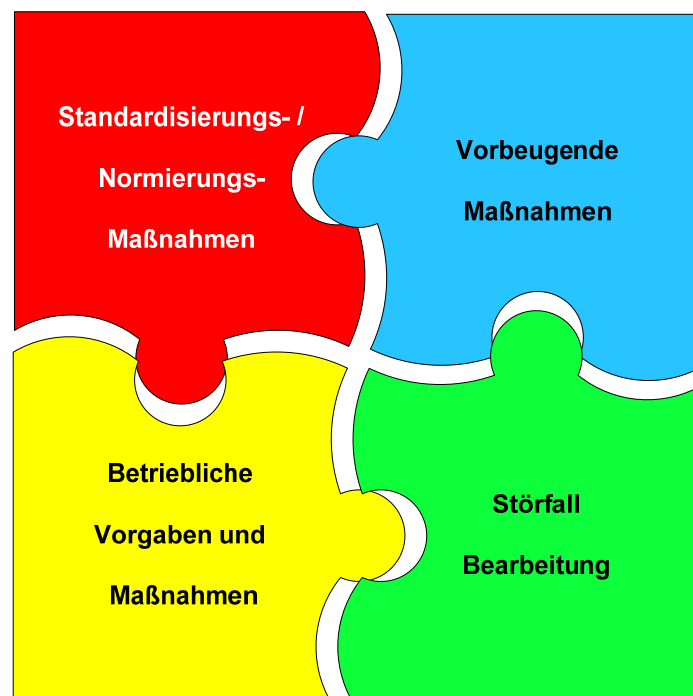 Standardisierungs- /
Normierungs-
Maßnahmen
Vorbeugende
Maßnahmen
Betriebliche
Vorgaben und
Maßnahmen
Störfall
Bearbeitung